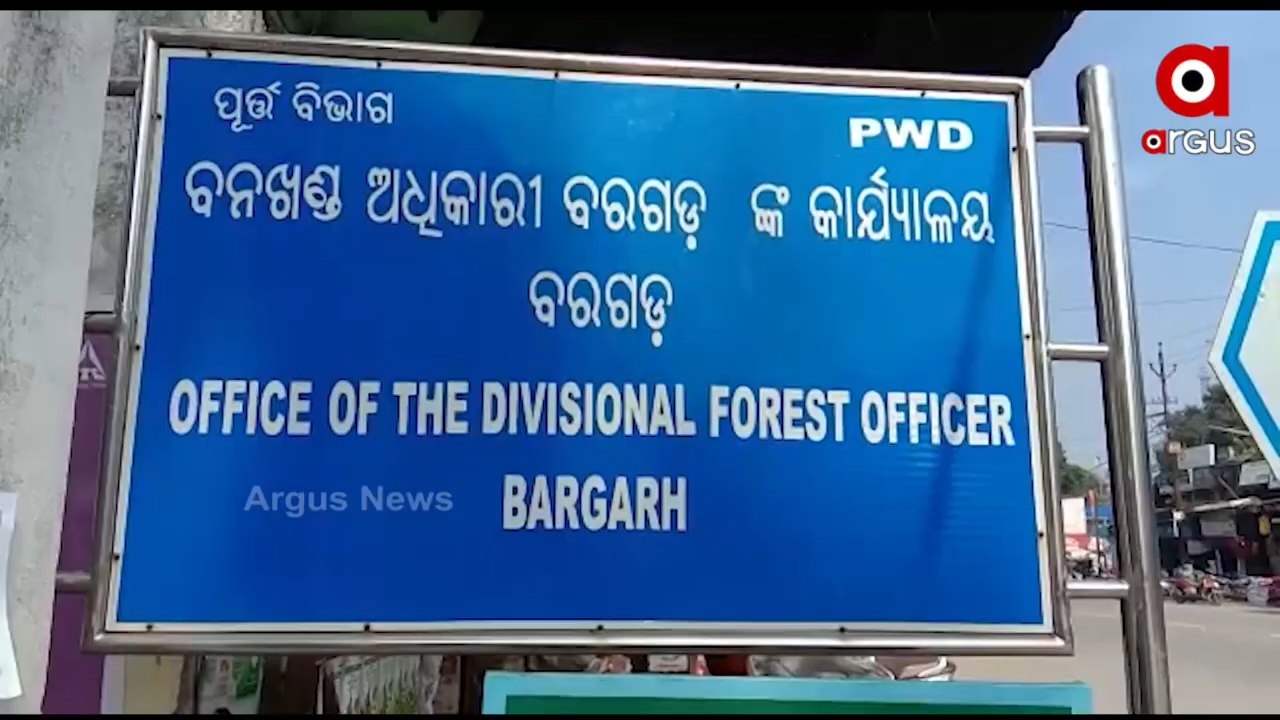 ପୂର୍ତ୍ତ ବିଭାଗ
PWD
ବନଖଣ୍ଡ ଅଧିକାରୀ ବରଗଡ଼ ଙ୍କ କାର୍ଯ୍ୟାଳୟ
ବରଗଡ଼
OFFICE OF THE DIVISIONAL FOREST OFFICER
BARGARH
Argus News
a
argus